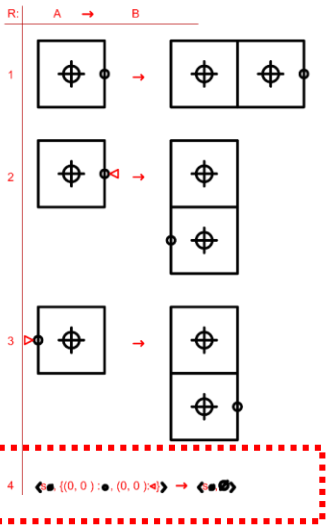 R: A → B
1 →
2 →
3 →
4 {(0, 0 ) : (0, 0 ): →